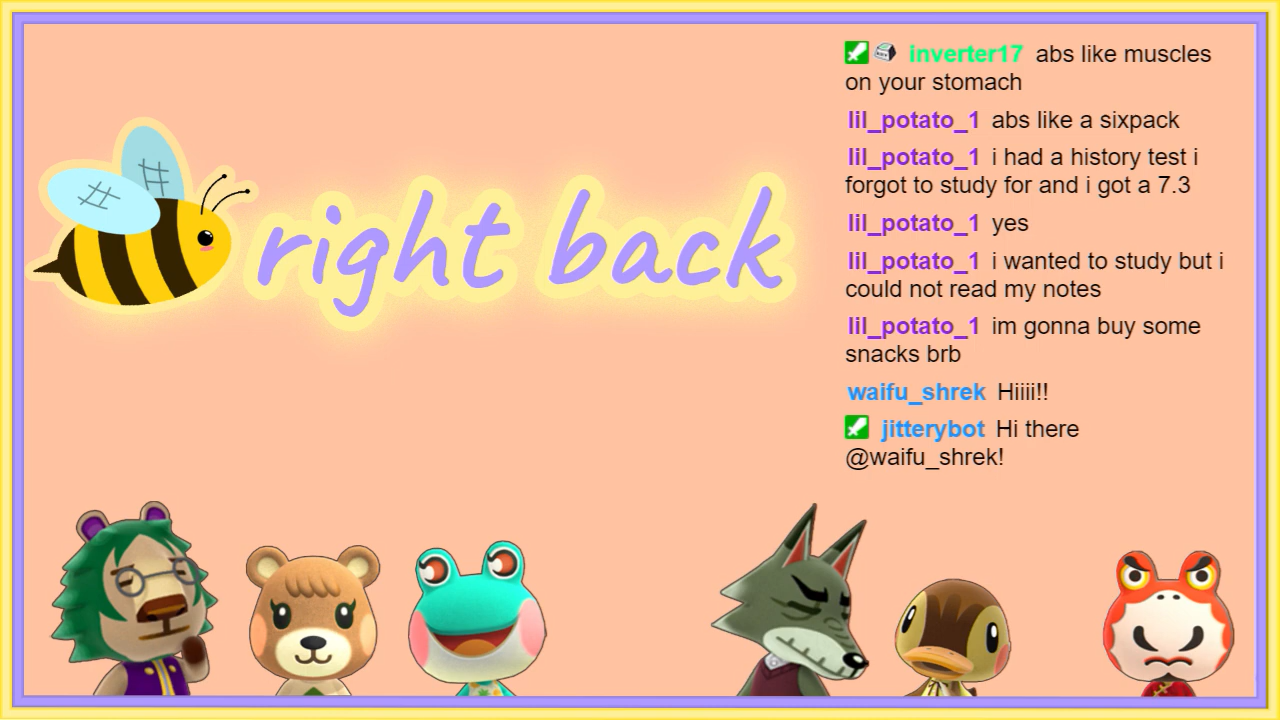 right back
inverter17 abs like muscles
on your stomach
lil_potato_1 abs like a sixpack
lil_potato_1 i had a history test i
forgot to study for and i got a 7.3
lil_potato_1 yes
lil_potato_1 i wanted to study but i
could not read my notes
lil_potato_1 im gonna buy some
snacks brb
waifu_shrek Hiiii!!
jitterybot Hi there
@waifu_shrek!